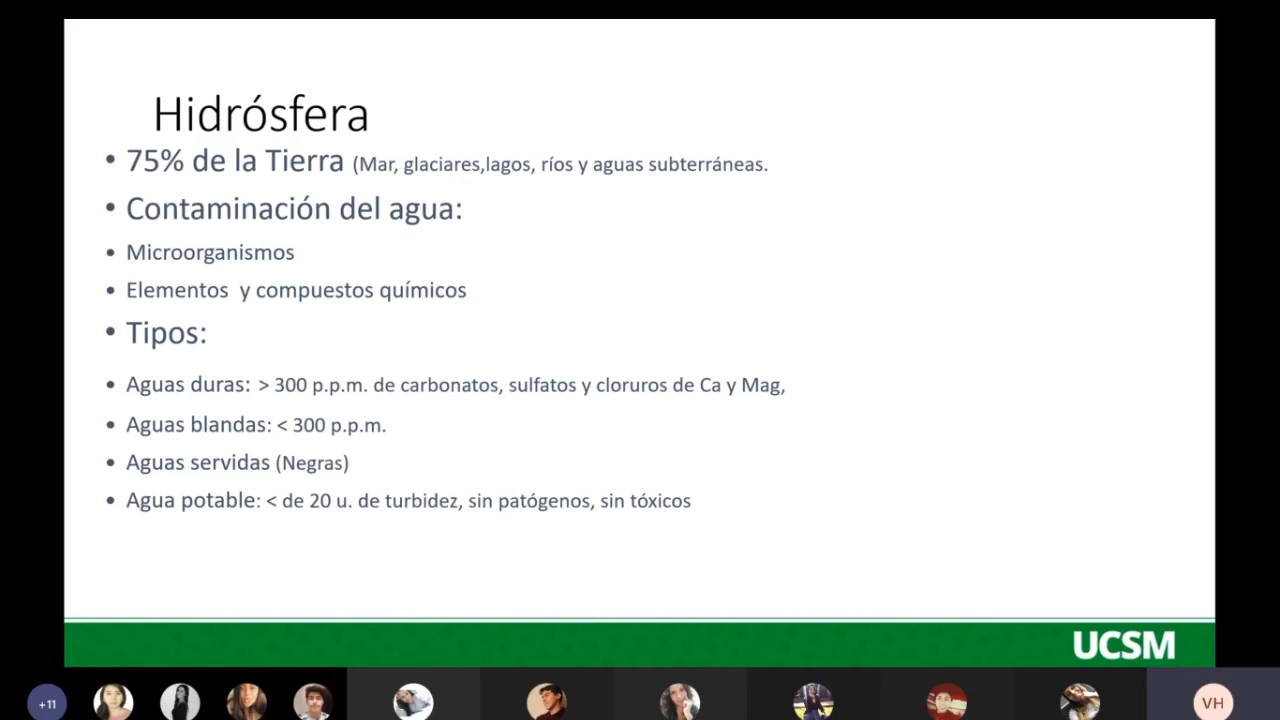 Hidrósfera
• 75% de la Tierra (Mar, glaciares,lagos, ríos y aguas subterráneas.
• Contaminación del agua:
• Microorganismos
• Elementos  y compuestos químicos
• Tipos:
• Aguas duras: > 300 p.p.m. de carbonatos, sulfatos y cloruros de Ca y Mag,
• Aguas blandas: < 300 p.p.m.
• Aguas servidas (Negras)
• Agua potable: < de 20 u. de turbidez, sin patógenos, sin tóxicos
UCSM
+11
VH